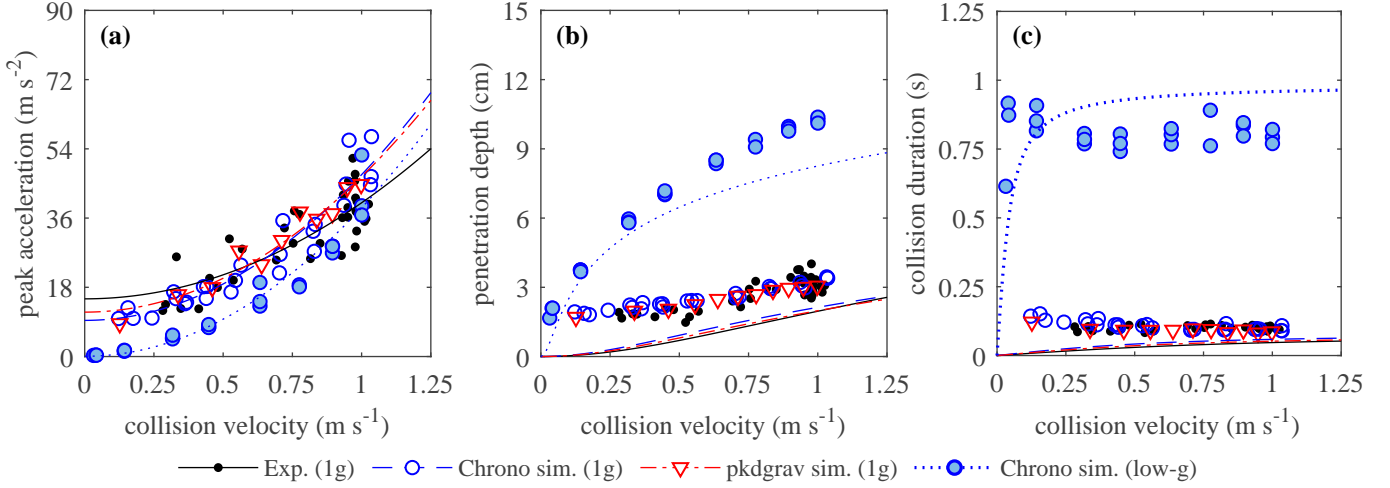 (a)
90
72
54
36
18
0
peak acceleration (m s⁻²)
0 0.25 0.5 0.75 1 1.25
collision velocity (m s⁻¹)
(b)
15
12
9
6
3
0
penetration depth (cm)
0 0.25 0.5 0.75 1 1.25
collision velocity (m s⁻¹)
(c)
1.25
1
0.75
0.5
0.25
0
collision duration (s)
0 0.25 0.5 0.75 1 1.25
collision velocity (m s⁻¹)
Exp. (1g) Chrono sim. (1g) pkdgrav sim. (1g) Chrono sim. (low-g)